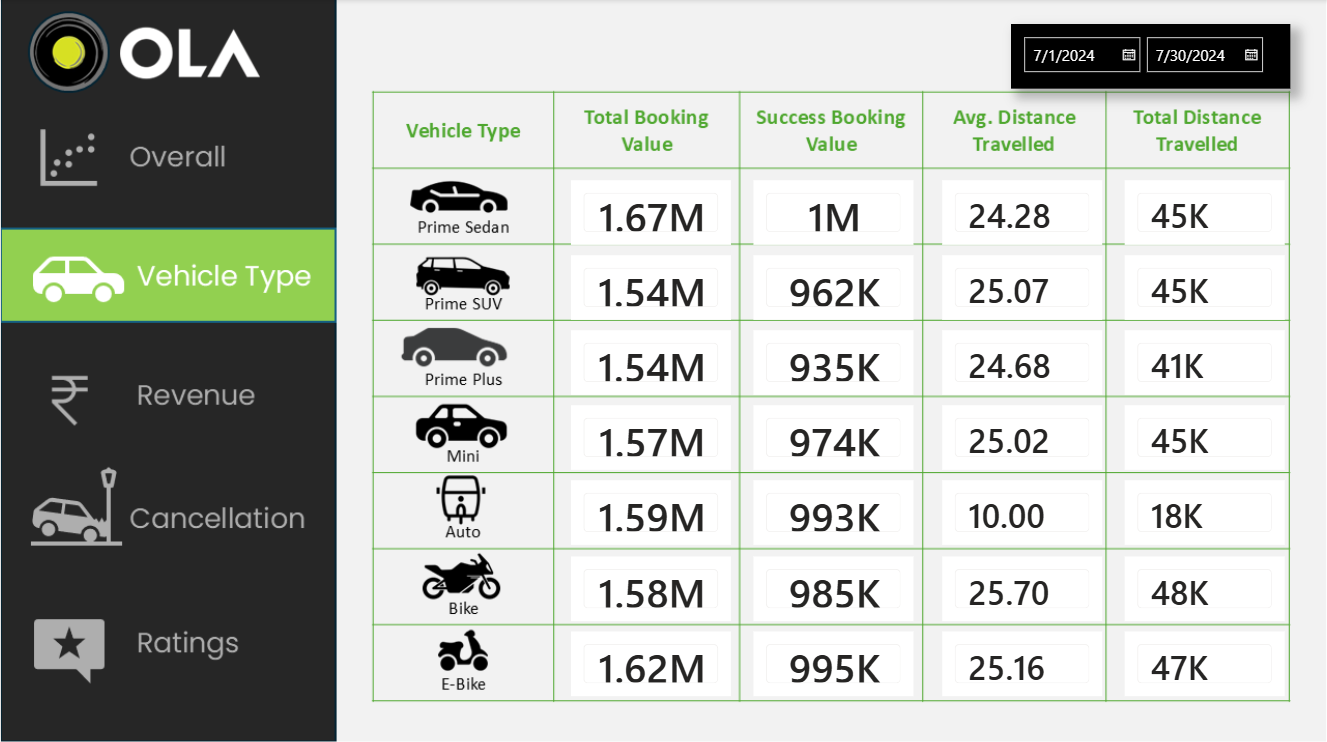 OLA
7/1/2024 7/30/2024
Overall
Vehicle Type
Revenue
Cancellation
Ratings
Vehicle Type Total Booking Value Success Booking Value Avg. Distance Travelled Total Distance Travelled
Prime Sedan 1.67M 1M 24.28 45K
Prime SUV 1.54M 962K 25.07 45K
Prime Plus 1.54M 935K 24.68 41K
Mini 1.57M 974K 25.02 45K
Auto 1.59M 993K 10.00 18K
Bike 1.58M 985K 25.70 48K
E-Bike 1.62M 995K 25.16 47K